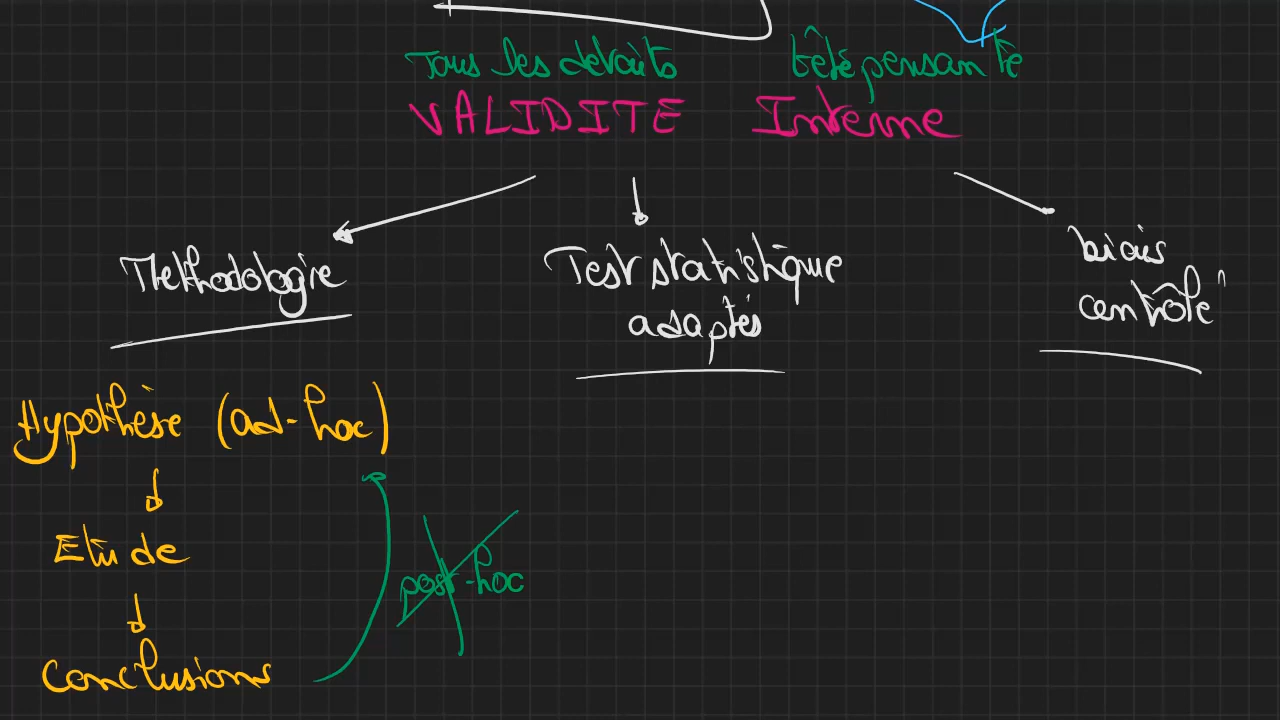 Tous les détails bête pensante
VALIDITE Interne
Méthodologie
Test statistique
adaptés
biais
contrôlé
Hypothèse (ad-hoc)
Etude
post-hoc
Conclusions